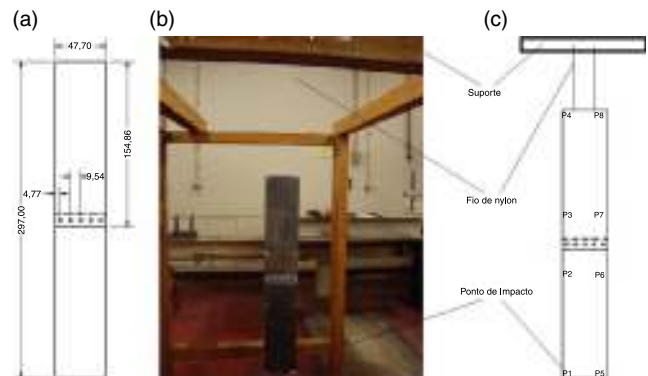 (a)
47,70
154,86
9,54
4,77
297,00
(b)
Suporte
Fio de nylon
Ponto de Impacto
(c)
P4 P8
P3 P7
P2 P6
P1 P5